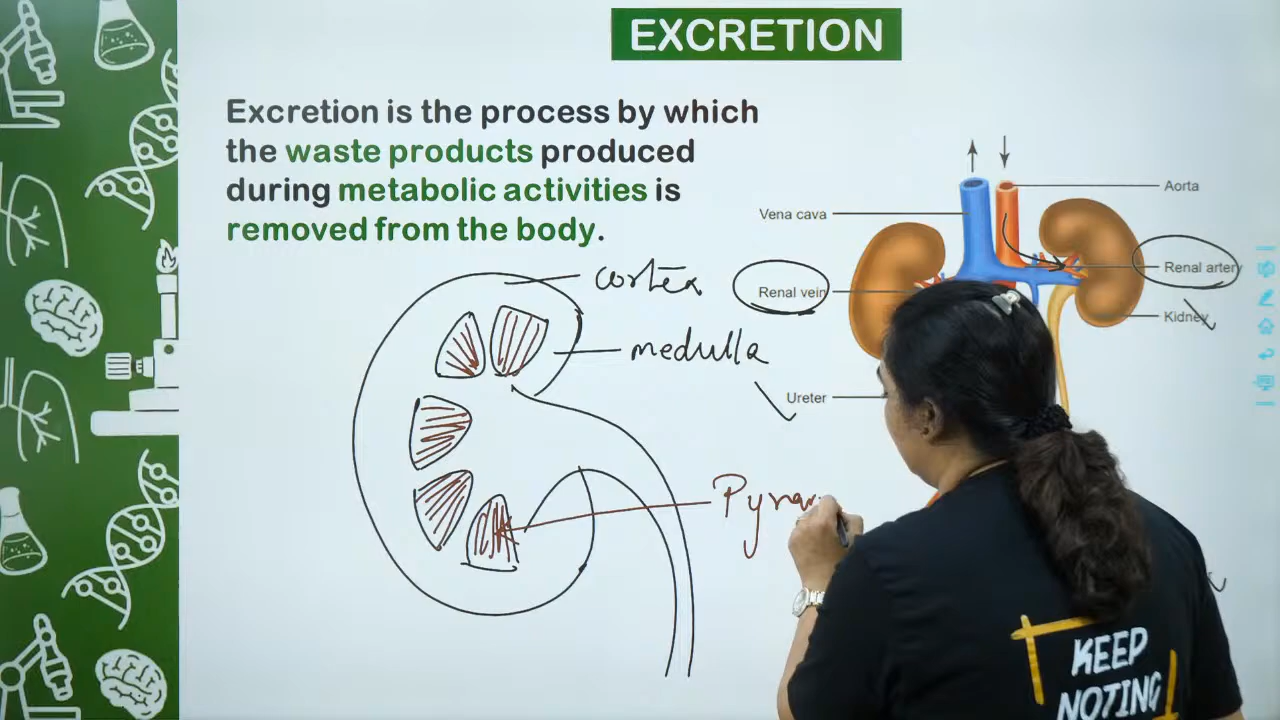 EXCRETION
Excretion is the process by which
the waste products produced
during metabolic activities is
removed from the body.
cortex
medulla
Vena cava
Renal vein
Ureter
Aorta
Renal artery
Kidney
KEEP
NOTING